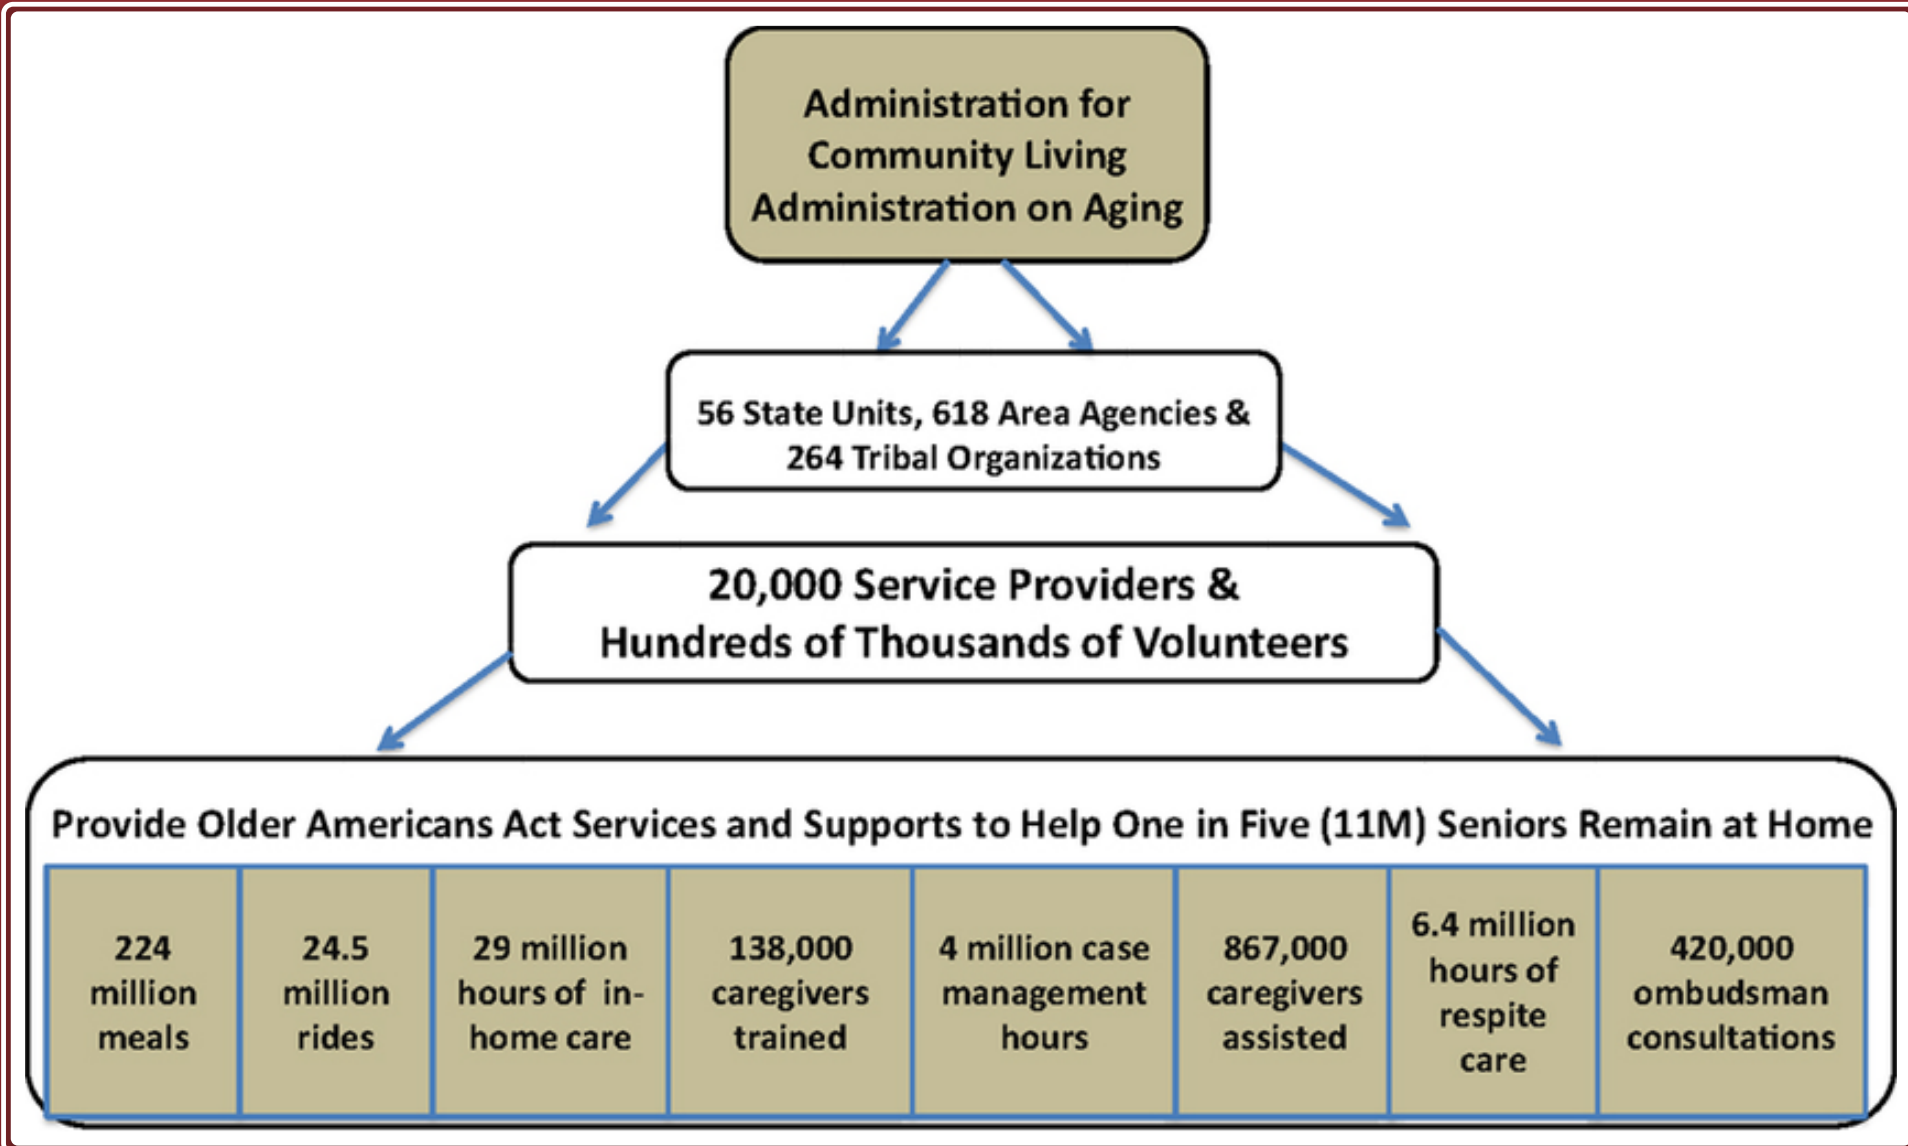 Administration for
Community Living
Administration on Aging
56 State Units, 618 Area Agencies &
264 Tribal Organizations
20,000 Service Providers &
Hundreds of Thousands of Volunteers
Provide Older Americans Act Services and Supports to Help One in Five (11M) Seniors Remain at Home
224
million
meals
24.5
million
rides
29 million
hours of in-
home care
138,000
caregivers
trained
4 million case
management
hours
867,000
caregivers
assisted
6.4 million
hours of
respite
care
420,000
ombudsman
consultations